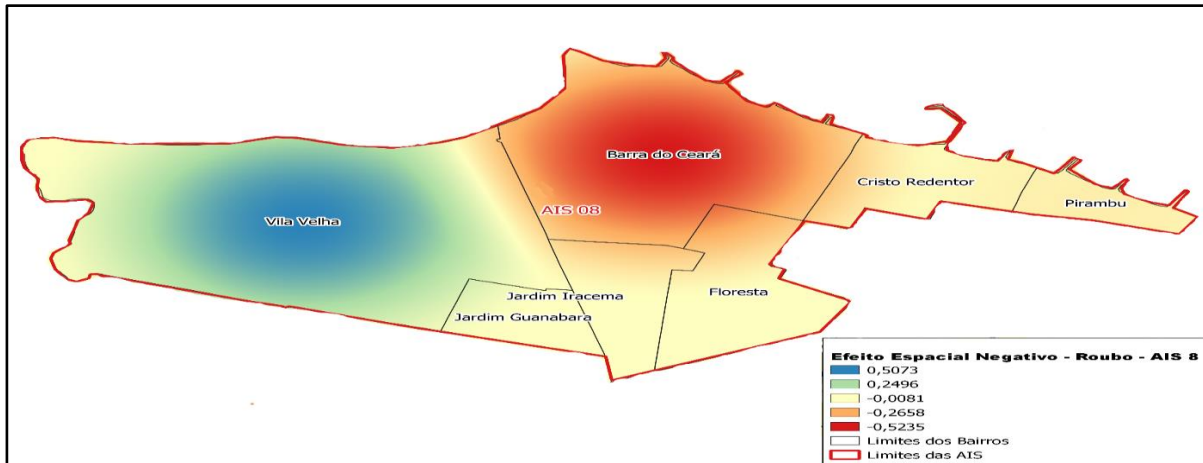 Barra do Ceará
Cristo Redentor
Pirambu
AIS 08
Vila Velha
Floresta
Jardim Iracema
Jardim Guanabara
Efeito Espacial Negativo - Roubo - AIS 8
0,5073
0,2496
-0,0081
-0,2658
-0,5235
Limites dos Bairros
Limites das AIS